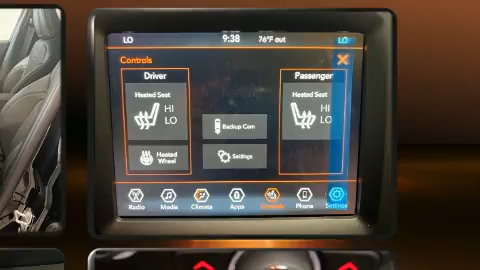 LO 9:38 76°F out LO
Controls
Driver
Passenger
Heated Seat
HI
LO
Heated Seat
HI
LO
Backup Cam
Heated
Wheel
Settings
Radio Media Climate Apps Controls Phone Settings